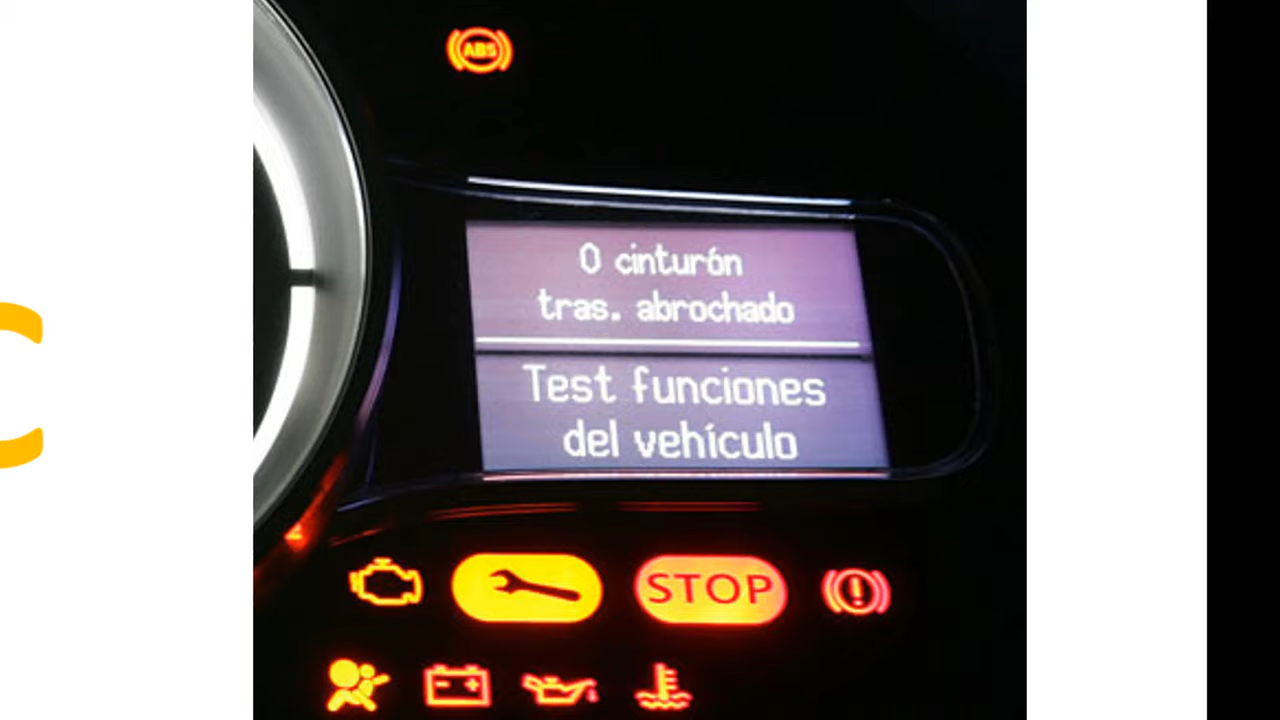 ABS
0 cinturón
tras. abrochado
Test funciones
del vehículo
STOP